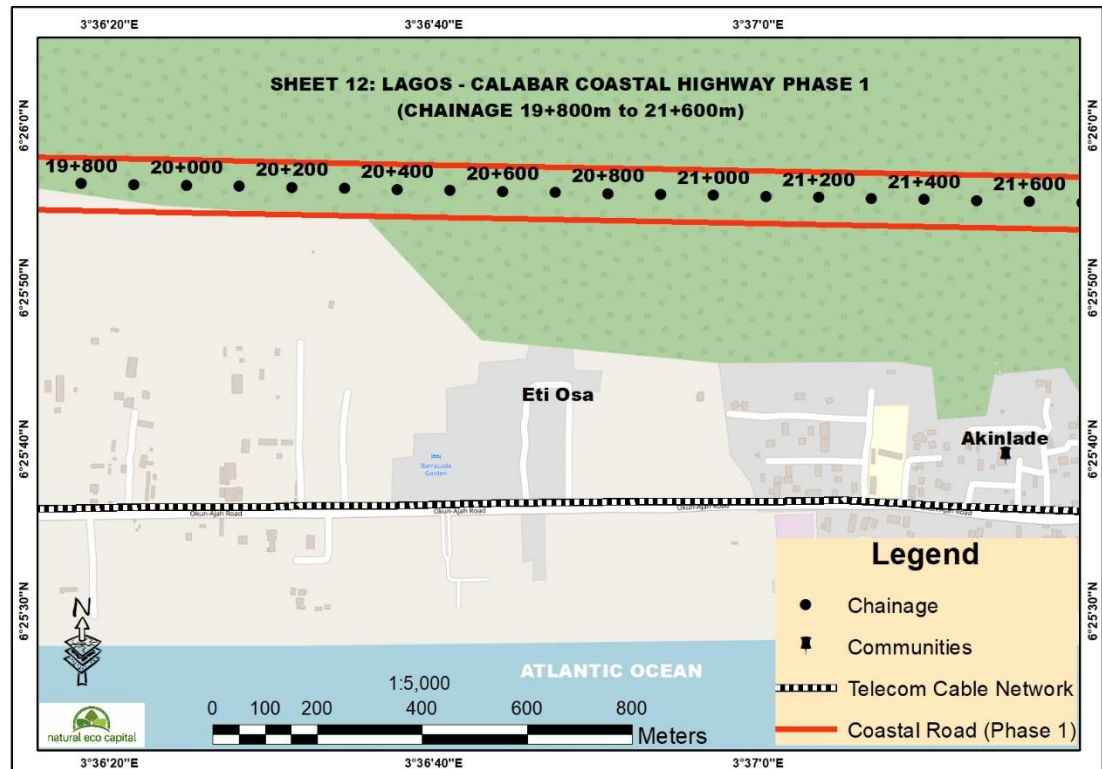 3°36'20"E 3°36'40"E 3°37'0"E
SHEET 12: LAGOS - CALABAR COASTAL HIGHWAY PHASE 1
(CHAINAGE 19+800m to 21+600m)
6°26'0"N 6°26'0"N
19+800 20+000 20+200 20+400 20+600 20+800 21+000 21+200 21+400 21+600
6°25'50"N 6°25'50"N
Eti Osa
Akinlade
6°25'40"N 6°25'40"N
Barracuda
Garden
Okun-Ajah Road Okun-Ajah Road Okun-Ajah Road Ajah Road
6°25'30"N 6°25'30"N
Legend
Chainage
Communities
Telecom Cable Network
Coastal Road (Phase 1)
N
ATLANTIC OCEAN
1:5,000
0 100 200 400 600 800
Meters
natural eco capital
3°36'20"E 3°36'40"E 3°37'0"E